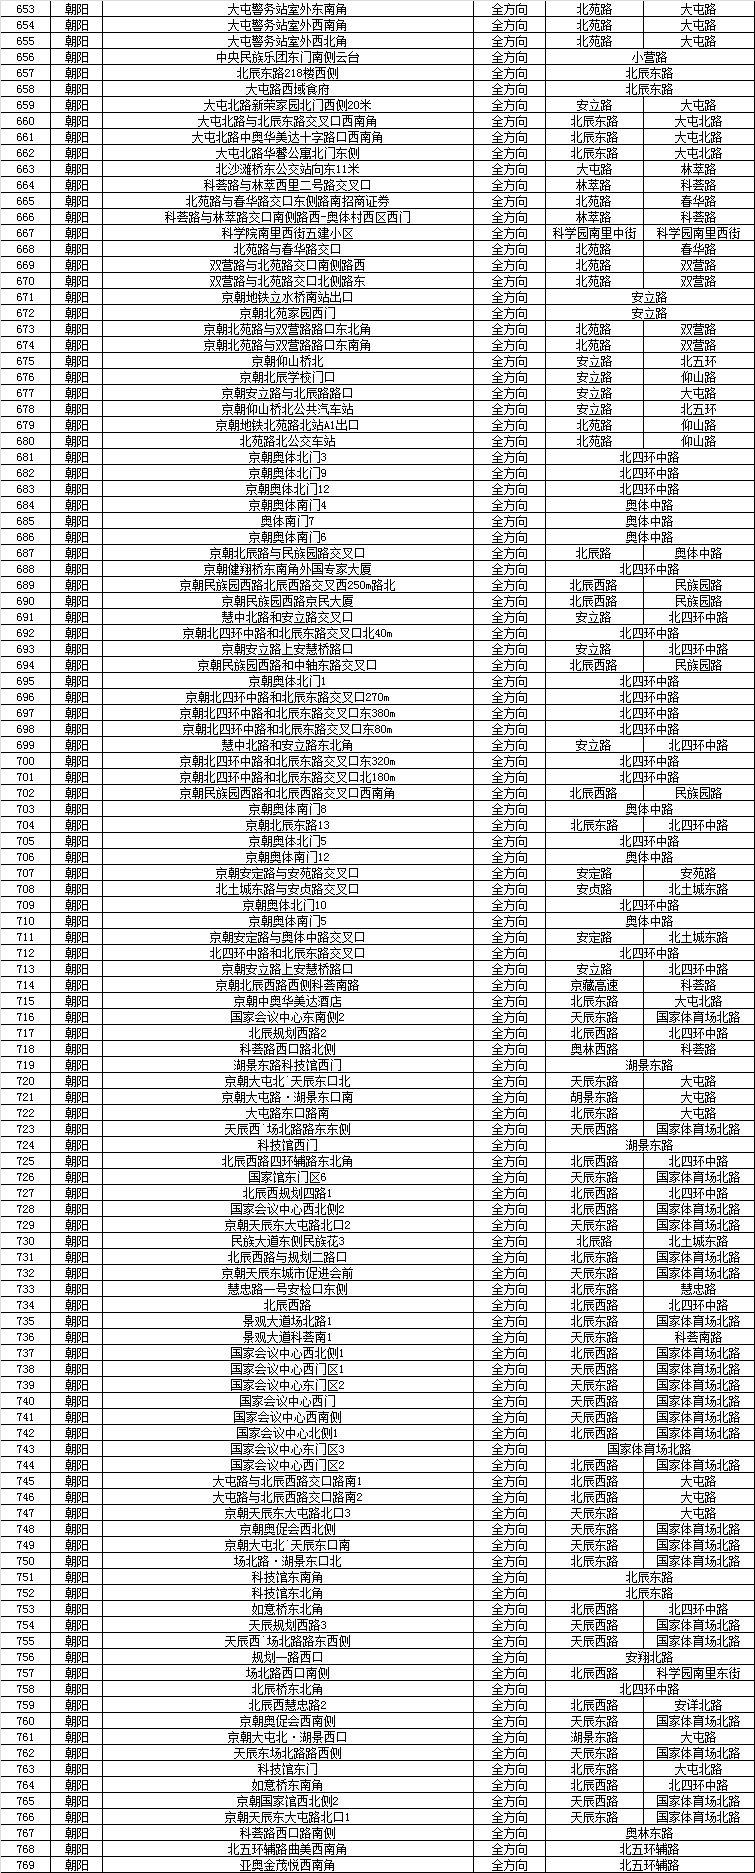 653 朝阳 大屯警务站室外东南角 全方向 北苑路 大屯路
654 朝阳 大屯警务站室外西南角 全方向 北苑路 大屯路
655 朝阳 大屯警务站室外西北角 全方向 北苑路 大屯路
656 朝阳 中央民族乐团东门南侧云台 全方向 小营路
657 朝阳 北辰东路218楼西侧 全方向 北辰东路
658 朝阳 大屯路西域食府 全方向 北辰东路
659 朝阳 大屯北路新荣家园北门西侧20米 全方向 安立路 大屯路
660 朝阳 大屯北路与北辰东路交叉口西南角 全方向 北辰东路 大屯北路
661 朝阳 大屯北路中奥华美达十字路口西南角 全方向 北辰东路 大屯北路
662 朝阳 大屯北路华馨公寓北门东侧 全方向 北辰东路 大屯北路
663 朝阳 北沙滩桥东公交站向东11米 全方向 大屯路 林萃路
664 朝阳 科荟路与林萃西里二号路交叉口 全方向 林萃路 科荟路
665 朝阳 北苑路与春华路交口东侧路南招商证券 全方向 北苑路 春华路
666 朝阳 科荟路与林萃路交口南侧路西-奥体村西区西门 全方向 林萃路 科荟路
667 朝阳 科学院南里西街五建小区 全方向 科学园南里中街 科学园南里西街
668 朝阳 北苑路与春华路交口 全方向 北苑路 春华路
669 朝阳 双营路与北苑路交口南侧路西 全方向 北苑路 双营路
670 朝阳 双营路与北苑路交口北侧路东 全方向 北苑路 双营路
671 朝阳 京朝地铁立水桥南站出口 全方向 安立路
672 朝阳 京朝北苑家园西门 全方向 安立路
673 朝阳 京朝北苑路与双营路路口东北角 全方向 北苑路 双营路
674 朝阳 京朝北苑路与双营路路口东南角 全方向 北苑路 双营路
675 朝阳 京朝仰山桥北 全方向 安立路 北五环
676 朝阳 京朝北辰学校门口 全方向 安立路 仰山路
677 朝阳 京朝安立路与北辰路路口 全方向 安立路 大屯路
678 朝阳 京朝仰山桥北公共汽车站 全方向 安立路 北五环
679 朝阳 京朝地铁北苑路北站A1出口 全方向 北苑路 仰山路
680 朝阳 北苑路北公交车站 全方向 北苑路 仰山路
681 朝阳 京朝奥体北门3 全方向 北四环中路
682 朝阳 京朝奥体北门9 全方向 北四环中路
683 朝阳 京朝奥体北门12 全方向 北四环中路
684 朝阳 京朝奥体南门4 全方向 奥体中路
685 朝阳 奥体南门7 全方向 奥体中路
686 朝阳 京朝奥体南门6 全方向 奥体中路
687 朝阳 京朝北辰路与民族园路交叉口 全方向 北辰路 奥体中路
688 朝阳 京朝健翔桥东南角外国专家大厦 全方向 北四环中路
689 朝阳 京朝民族园西路北辰西路交叉西250m路北 全方向 北辰西路 民族园路
690 朝阳 京朝民族园西路京民大厦 全方向 北辰西路 民族园路
691 朝阳 慧中北路和安立路交叉口 全方向 安立路 北四环中路
692 朝阳 京朝北四环中路和北辰东路交叉口北40m 全方向 北四环中路
693 朝阳 京朝安立路上安慧桥路口 全方向 安立路 北四环中路
694 朝阳 京朝民族园西路和中轴东路交叉口 全方向 北辰西路 民族园路
695 朝阳 京朝奥体北门1 全方向 北四环中路
696 朝阳 京朝北四环中路和北辰东路交叉口270m 全方向 北四环中路
697 朝阳 京朝北四环中路和北辰东路交叉口东380m 全方向 北四环中路
698 朝阳 京朝北四环中路和北辰东路交叉口东80m 全方向 北四环中路
699 朝阳 慧中北路和安立路东北角 全方向 安立路 北四环中路
700 朝阳 京朝北四环中路和北辰东路交叉口东320m 全方向 北四环中路
701 朝阳 京朝北四环中路和北辰东路交叉口北180m 全方向 北四环中路
702 朝阳 京朝民族园西路和北辰西路交叉口西南角 全方向 北辰西路 民族园路
703 朝阳 京朝奥体南门8 全方向 奥体中路
704 朝阳 京朝北辰东路13 全方向 北辰东路 北四环中路
705 朝阳 京朝奥体北门5 全方向 北四环中路
706 朝阳 京朝奥体南门12 全方向 奥体中路
707 朝阳 京朝安定路与安苑路交叉口 全方向 安定路 安苑路
708 朝阳 北土城东路与安贞路交叉口 全方向 安贞路 北土城东路
709 朝阳 京朝奥体北门10 全方向 北四环中路
710 朝阳 京朝奥体南门5 全方向 奥体中路
711 朝阳 京朝安定路与奥体中路交叉口 全方向 安定路 北土城东路
712 朝阳 北四环中路和北辰东路交叉口 全方向 北四环中路
713 朝阳 京朝安立路上安慧桥路口 全方向 安立路 北四环中路
714 朝阳 京朝北辰西路西侧科荟南路 全方向 京藏高速 科荟路
715 朝阳 京朝中奥华美达酒店 全方向 北辰东路 大屯北路
716 朝阳 国家会议中心东南侧2 全方向 天辰东路 国家体育场北路
717 朝阳 北辰规划西路2 全方向 北辰西路 北四环中路
718 朝阳 科荟路西口路北侧 全方向 奥林西路 科荟路
719 朝阳 湖景东路科技馆西门 全方向 湖景东路
720 朝阳 京朝大屯北˙天辰东口北 全方向 天辰东路 大屯路
721 朝阳 京朝大屯路·湖景东口南 全方向 胡景东路 大屯路
722 朝阳 大屯路东口路南 全方向 北辰东路 大屯路
723 朝阳 天辰西˙场北路路东东侧 全方向 天辰西路 国家体育场北路
724 朝阳 科技馆西门 全方向 湖景东路
725 朝阳 北辰西路四环辅路东北角 全方向 北辰西路 北四环中路
726 朝阳 国家馆东门区6 全方向 天辰东路 国家体育场北路
727 朝阳 北辰西规划四路1 全方向 北辰西路 北四环中路
728 朝阳 国家会议中心西北侧2 全方向 北辰西路 国家体育场北路
729 朝阳 京朝天辰东大屯路北口2 全方向 天辰东路 国家体育场北路
730 朝阳 民族大道东侧民族花3 全方向 北辰路 北土城东路
731 朝阳 北辰西路与规划二路口 全方向 北辰东路 国家体育场北路
732 朝阳 京朝天辰东城市促进会前 全方向 天辰东路 国家体育场北路
733 朝阳 慧忠路一号安检口东侧 全方向 北辰东路 慧忠路
734 朝阳 北辰西路 全方向 北辰西路 北四环中路
735 朝阳 景观大道场北路1 全方向 北辰东路 国家体育场北路
736 朝阳 景观大道科荟南1 全方向 天辰东路 科荟南路
737 朝阳 国家会议中心西北侧1 全方向 北辰西路 国家体育场北路
738 朝阳 国家会议中心西门区1 全方向 天辰西路 国家体育场北路
739 朝阳 国家会议中心东门区2 全方向 天辰东路 国家体育场北路
740 朝阳 国家会议中心西门 全方向 天辰西路 国家体育场北路
741 朝阳 国家会议中心西南侧 全方向 天辰西路 国家体育场北路
742 朝阳 国家会议中心北侧1 全方向 北辰西路 国家体育场北路
743 朝阳 国家会议中心东门区3 全方向 国家体育场北路
744 朝阳 国家会议中心西门区2 全方向 北辰西路 国家体育场北路
745 朝阳 大屯路与北辰西路交口路南1 全方向 北辰西路 大屯路
746 朝阳 大屯路与北辰西路交口路南2 全方向 北辰西路 大屯路
747 朝阳 京朝天辰东大屯路北口3 全方向 天辰东路 大屯路
748 朝阳 京朝奥促会西北侧 全方向 天辰东路 国家体育场北路
749 朝阳 京朝大屯北˙天辰东口南 全方向 天辰东路 国家体育场北路
750 朝阳 场北路·湖景东口北 全方向 北辰东路 国家体育场北路
751 朝阳 科技馆东南角 全方向 北辰东路
752 朝阳 科技馆东北角 全方向 北辰东路
753 朝阳 如意桥东北角 全方向 北辰西路 北四环中路
754 朝阳 天辰规划西路3 全方向 天辰西路 国家体育场北路
755 朝阳 天辰西˙场北路路东西侧 全方向 天辰西路 国家体育场北路
756 朝阳 规划一路西口 全方向 安翔北路
757 朝阳 场北路西口南侧 全方向 北辰西路 科学园南里东街
758 朝阳 北辰桥东北角 全方向 北四环中路
759 朝阳 北辰西慧忠路2 全方向 北辰西路 安详北路
760 朝阳 京朝奥促会西南侧 全方向 天辰东路 国家体育场北路
761 朝阳 京朝大屯北·湖景西口 全方向 湖景东路 大屯路
762 朝阳 天辰东场北路路西侧 全方向 天辰东路 国家体育场北路
763 朝阳 科技馆东门 全方向 北辰东路 大屯北路
764 朝阳 如意桥东南角 全方向 北辰西路 北四环中路
765 朝阳 京朝国家馆西北侧2 全方向 天辰西路 国家体育场北路
766 朝阳 京朝天辰东大屯路北口1 全方向 天辰东路 国家体育场北路
767 朝阳 科荟路西口路南侧 全方向 奥林东路
768 朝阳 北五环辅路曲美西南角 全方向 北五环辅路
769 朝阳 亚奥金茂悦西南角 全方向 北五环辅路